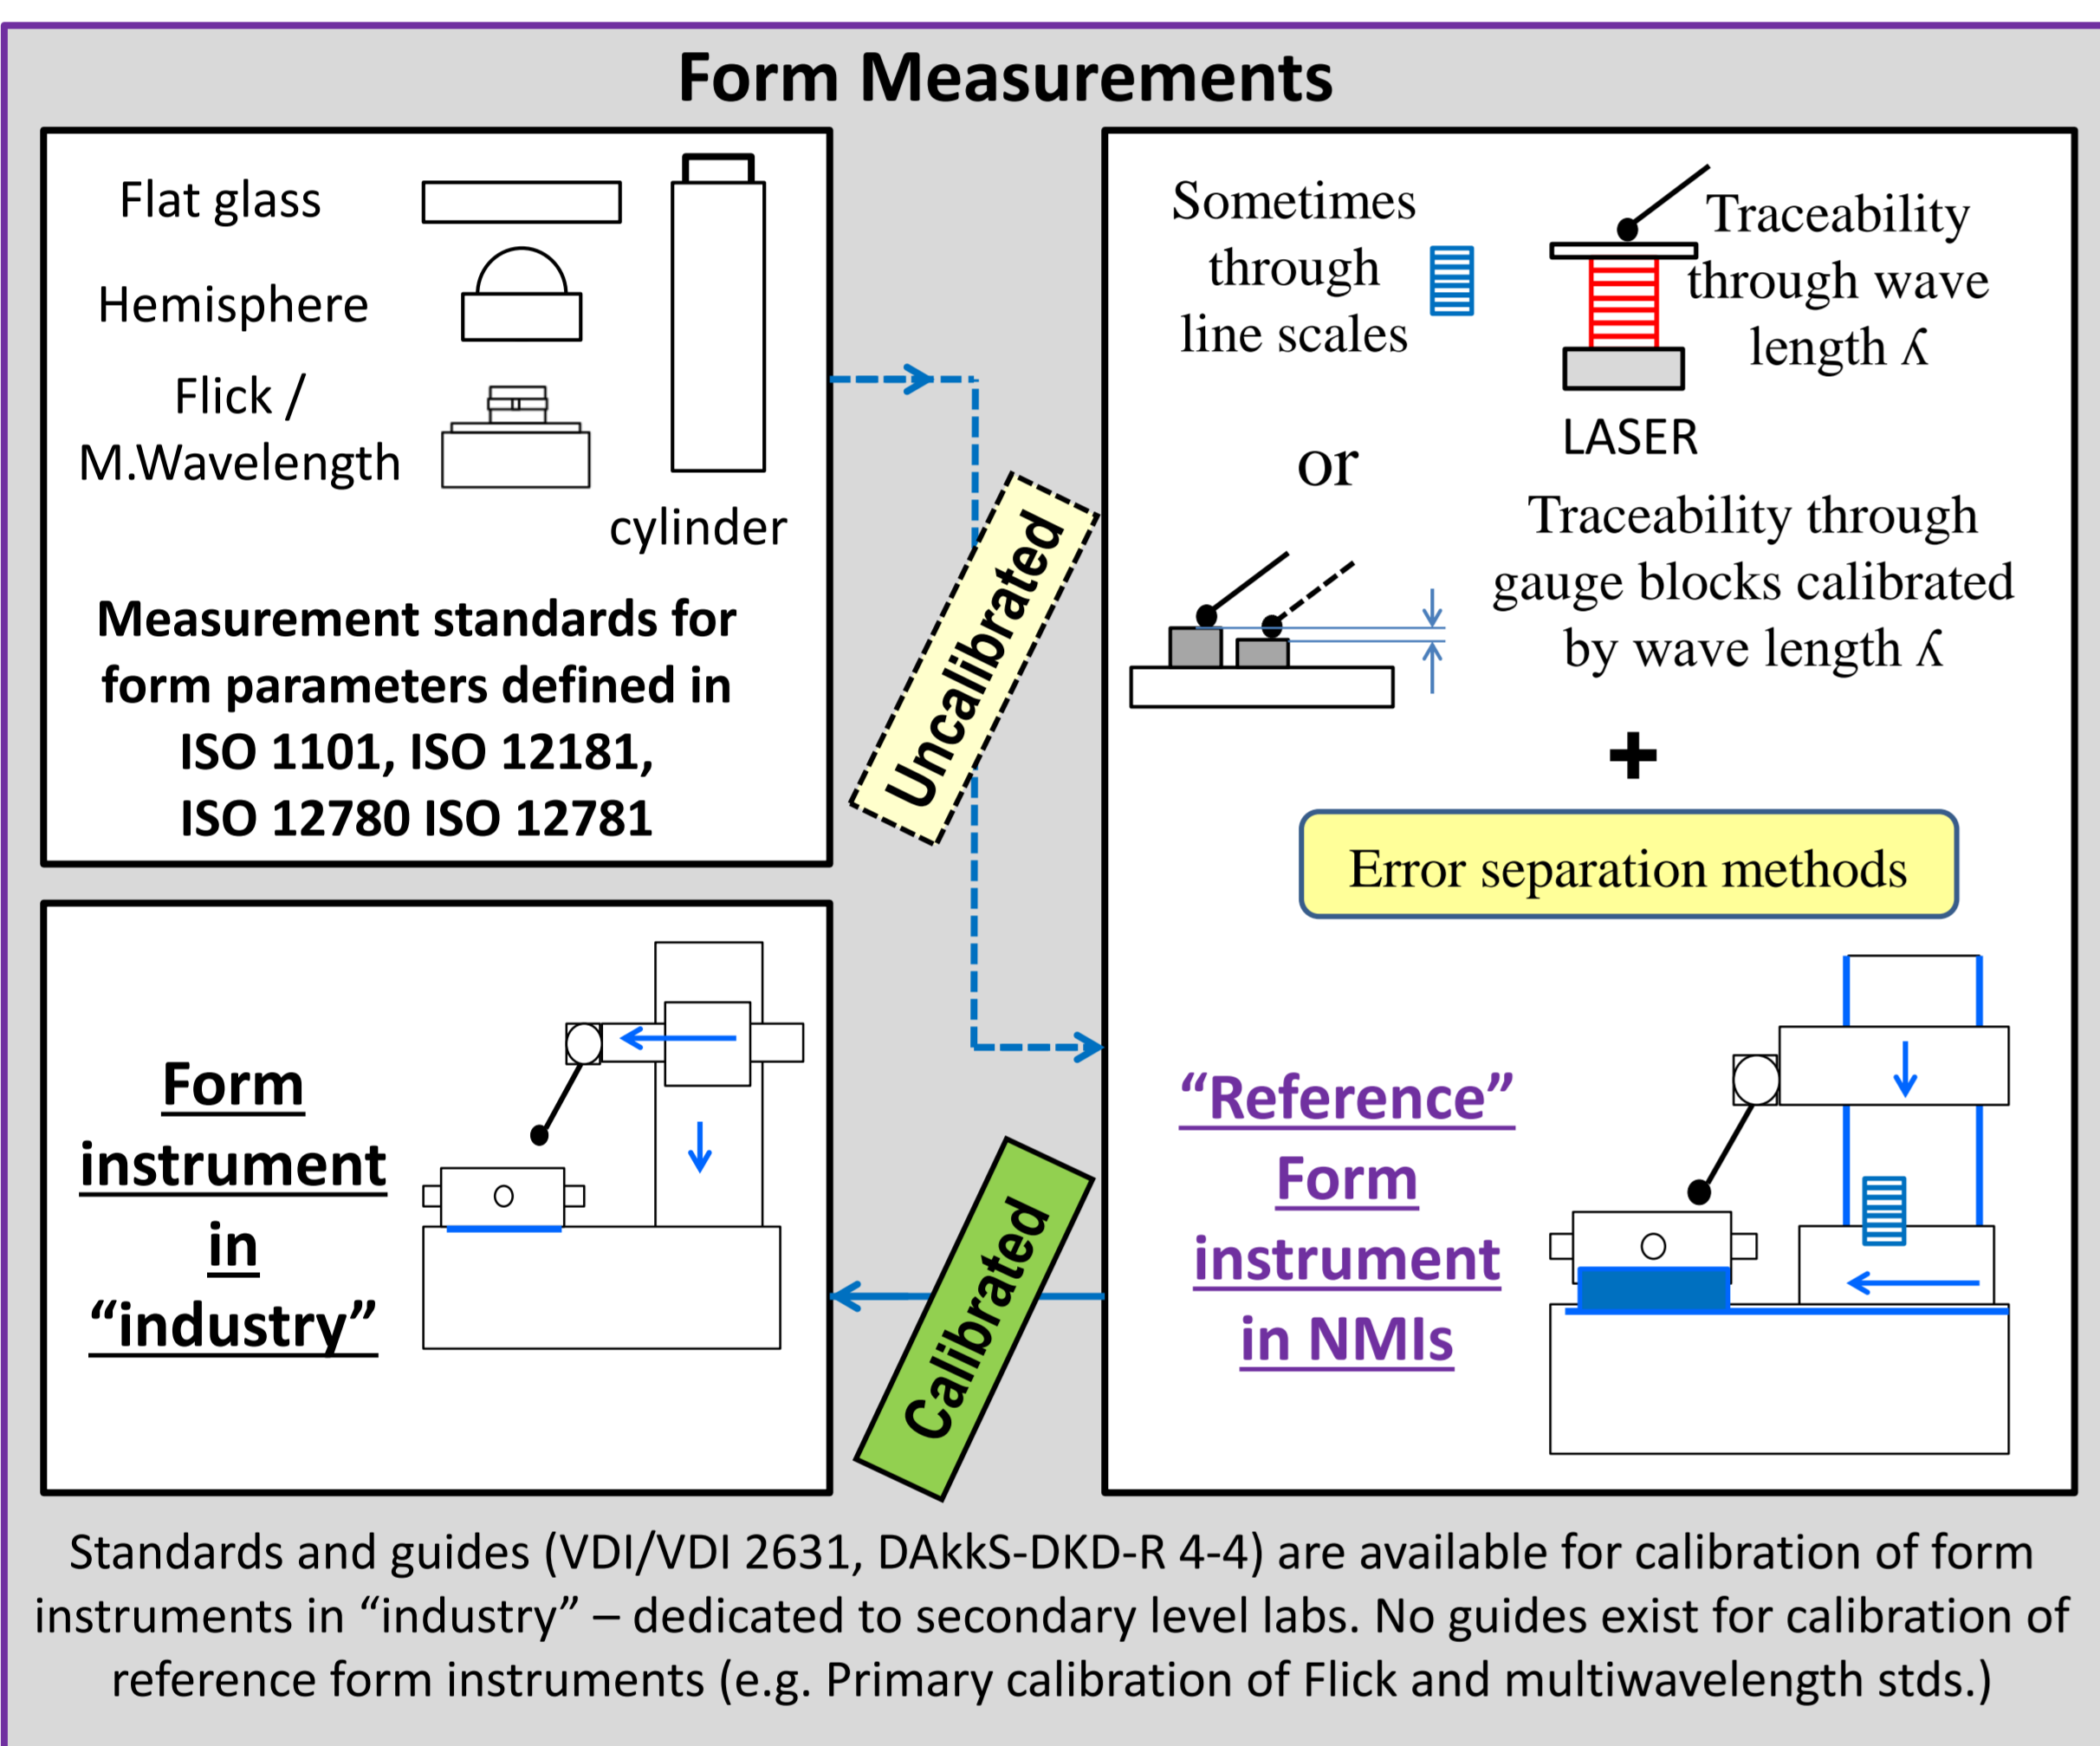 Form Measurements
Flat glass
Hemisphere
Flick /
M.Wavelength
cylinder
Measurement standards for
form parameters defined in
ISO 1101, ISO 12181,
ISO 12780 ISO 12781
Uncalibrated
Sometimes
through
line scales
Traceability
through wave
length ʎ
LASER
or
Traceability through
gauge blocks calibrated
by wave length ʎ
+
Error separation methods
Form
instrument
in
“industry”
Calibrated
“Reference”
Form
instrument
in NMIs
Standards and guides (VDI/VDI 2631, DAkkS-DKD-R 4-4) are available for calibration of form
instruments in “industry” – dedicated to secondary level labs. No guides exist for calibration of
reference form instruments (e.g. Primary calibration of Flick and multiwavelength stds.)